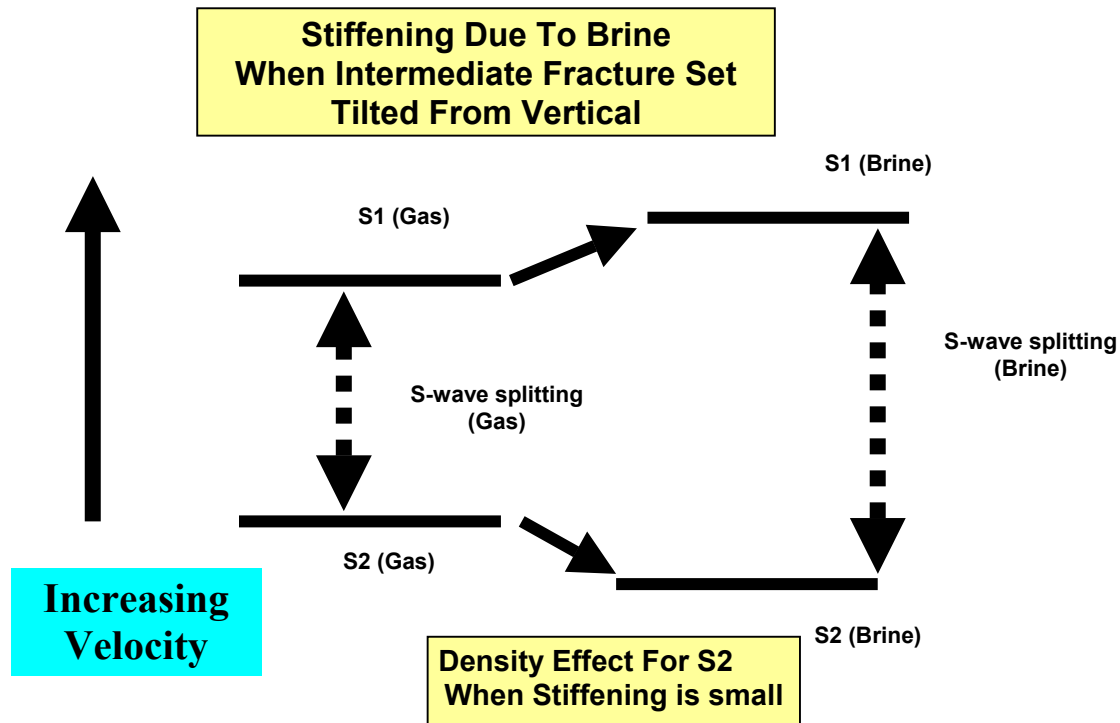 Stiffening Due To Brine
When Intermediate Fracture Set
Tilted From Vertical
S1 (Brine)
S1 (Gas)
S-wave splitting
(Brine)
S-wave splitting
(Gas)
S2 (Gas)
Increasing
Velocity
S2 (Brine)
Density Effect For S2
When Stiffening is small